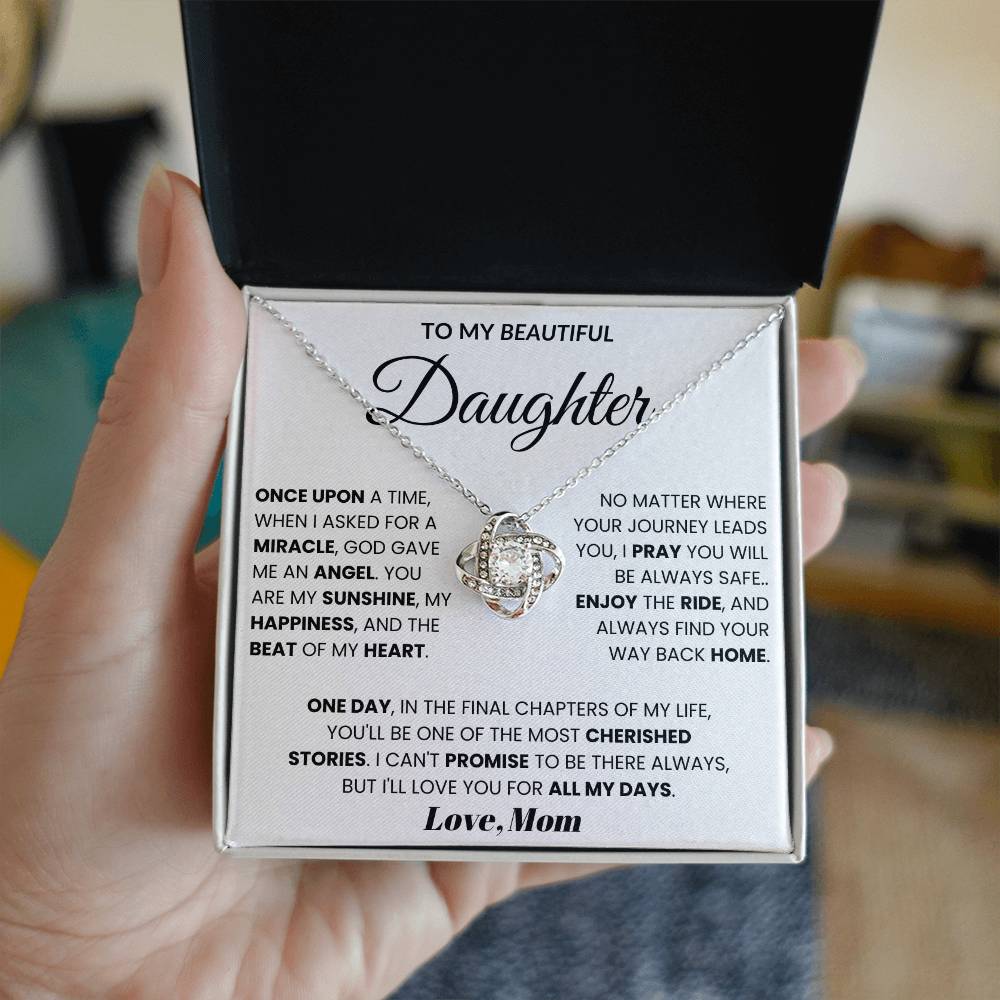 TO MY BEAUTIFUL
Daughter
ONCE UPON A TIME,
WHEN I ASKED FOR A
MIRACLE, GOD GAVE
ME AN ANGEL. YOU
ARE MY SUNSHINE, MY
HAPPINESS, AND THE
BEAT OF MY HEART.
NO MATTER WHERE
YOUR JOURNEY LEADS
YOU, I PRAY YOU WILL
BE ALWAYS SAFE..
ENJOY THE RIDE, AND
ALWAYS FIND YOUR
WAY BACK HOME.
ONE DAY, IN THE FINAL CHAPTERS OF MY LIFE,
YOU'LL BE ONE OF THE MOST CHERISHED
STORIES. I CAN'T PROMISE TO BE THERE ALWAYS,
BUT I'LL LOVE YOU FOR ALL MY DAYS.
Love, Mom